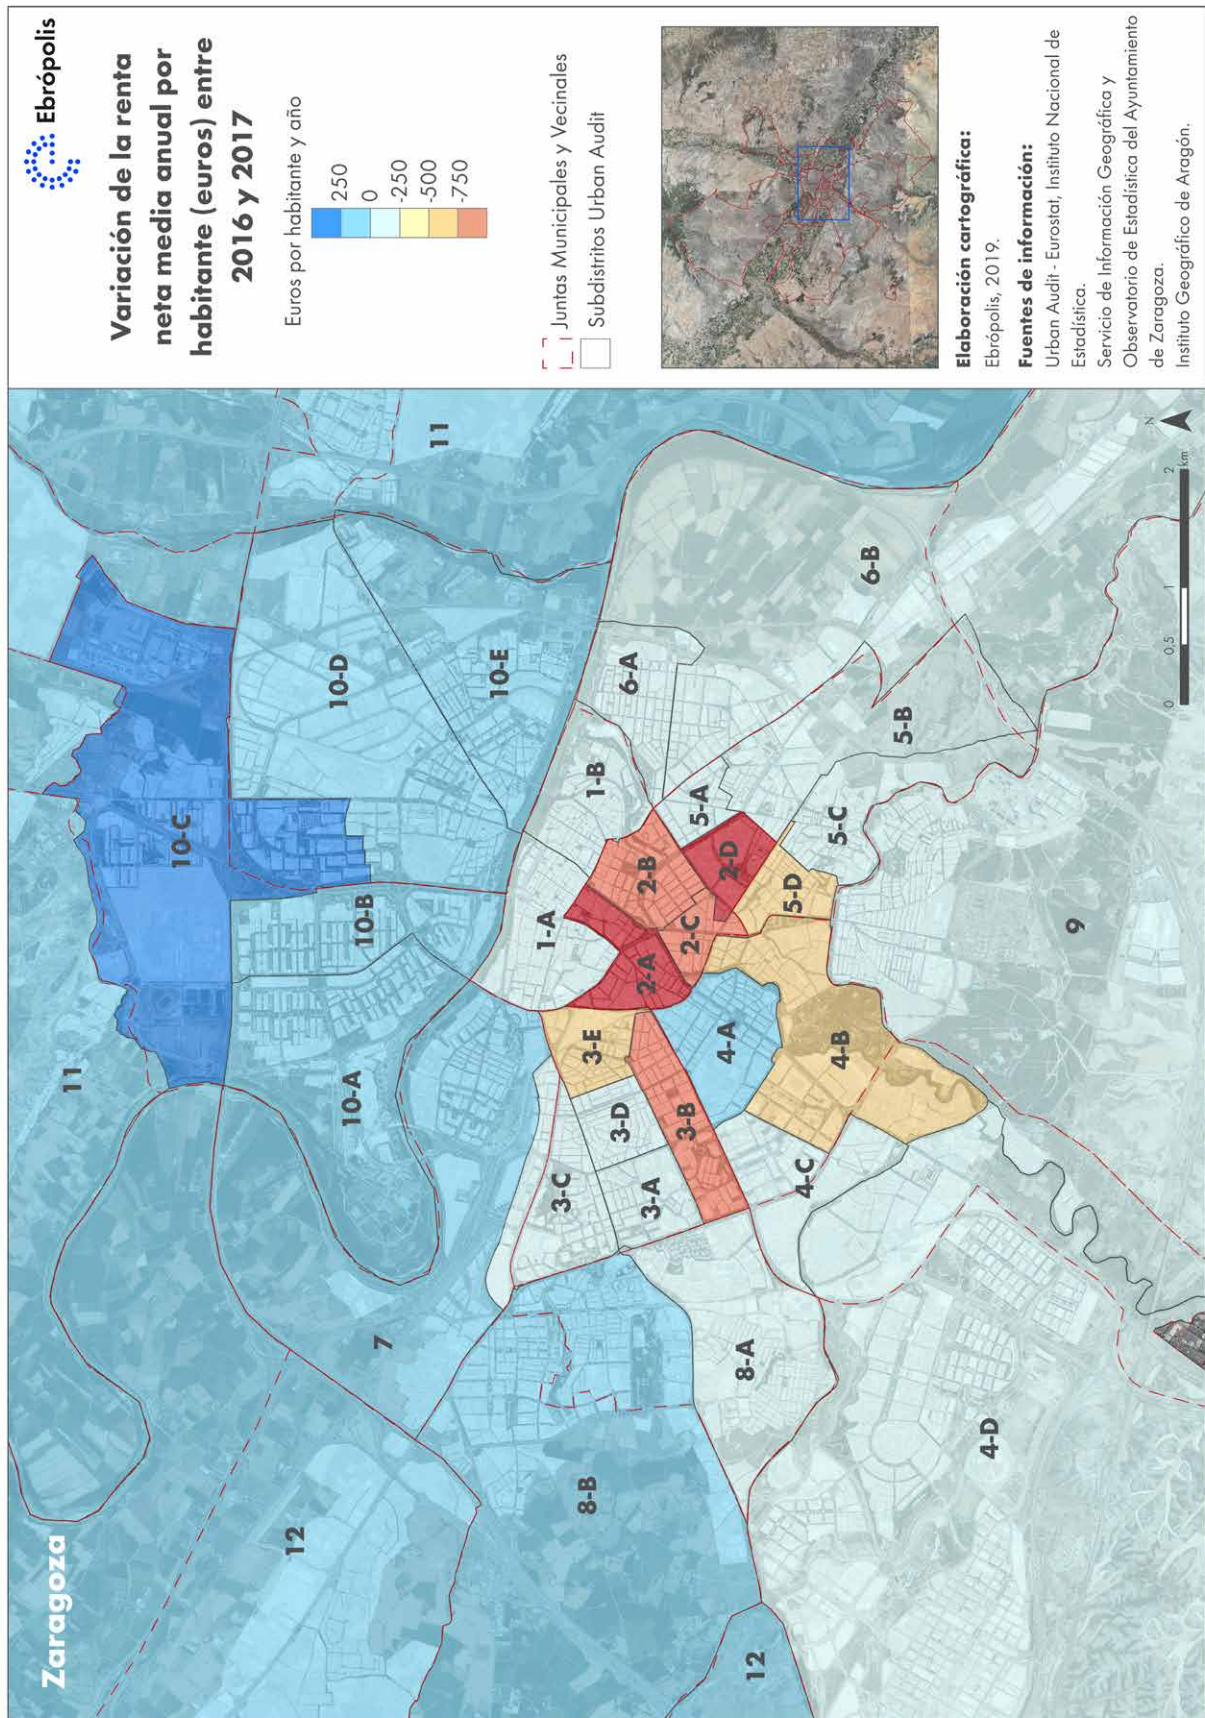 Zaragoza
Ebrópolis
Variación de la renta
neta media anual por
habitante (euros) entre
2016 y 2017
Euros por habitante y año
250
0
-250
-500
-750
Juntas Municipales y Vecinales
Subdistritos Urban Audit
Elaboración cartográfica:
Ebrópolis, 2019.
Fuentes de información:
Urban Audit - Eurostat, Instituto Nacional de
Estadística.
Servicio de Información Geográfica y
Observatorio de Estadística del Ayuntamiento
de Zaragoza.
Instituto Geográfico de Aragón.
12
11
11
10-C
7
10-A
10-B
10-D
10-E
8-B
3-C
1-A
1-B
6-A
3-E
3-D
3-A
2-A
2-B
5-A
3-B
2-C
2-D
8-A
4-A
12
4-C
4-B
5-D
5-C
5-B
6-B
4-D
9
N
0
0,5
1
2
km